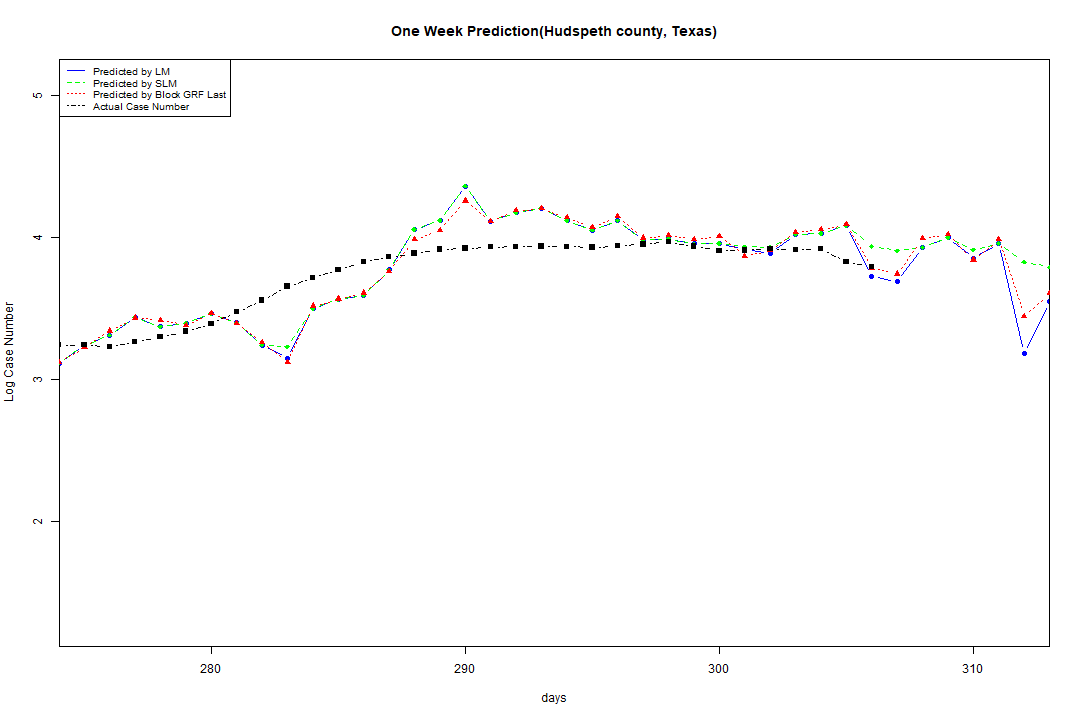 One Week Prediction(Hudspeth county, Texas)
Predicted by LM
Predicted by SLM
Predicted by Block GRF Last
Actual Case Number
5
4
3
2
Log Case Number
280 290 300 310
days